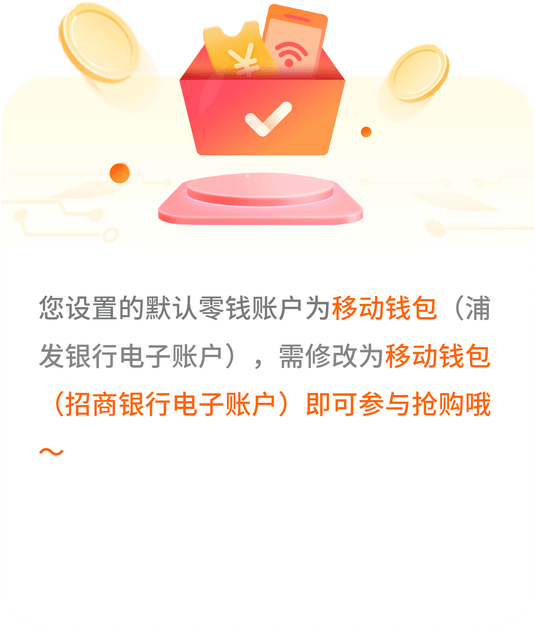 您设置的默认零钱账户为移动钱包（浦
发银行电子账户），需修改为移动钱包
（招商银行电子账户）即可参与抢购哦
～